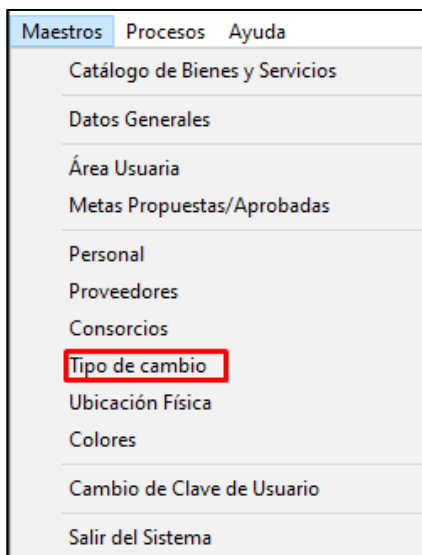 Maestros Procesos Ayuda
Catálogo de Bienes y Servicios
Datos Generales
Área Usuaria
Metas Propuestas/Aprobadas
Personal
Proveedores
Consorcios
Tipo de cambio
Ubicación Física
Colores
Cambio de Clave de Usuario
Salir del Sistema